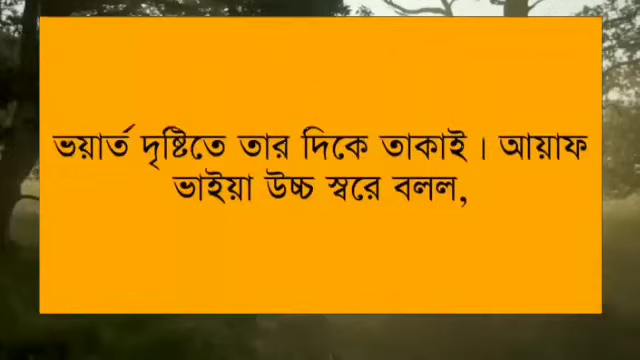 ভয়ার্ত দৃষ্টিতে তার দিকে তাকাই। আয়াফ
ভাইয়া উচ্চ স্বরে বলল,